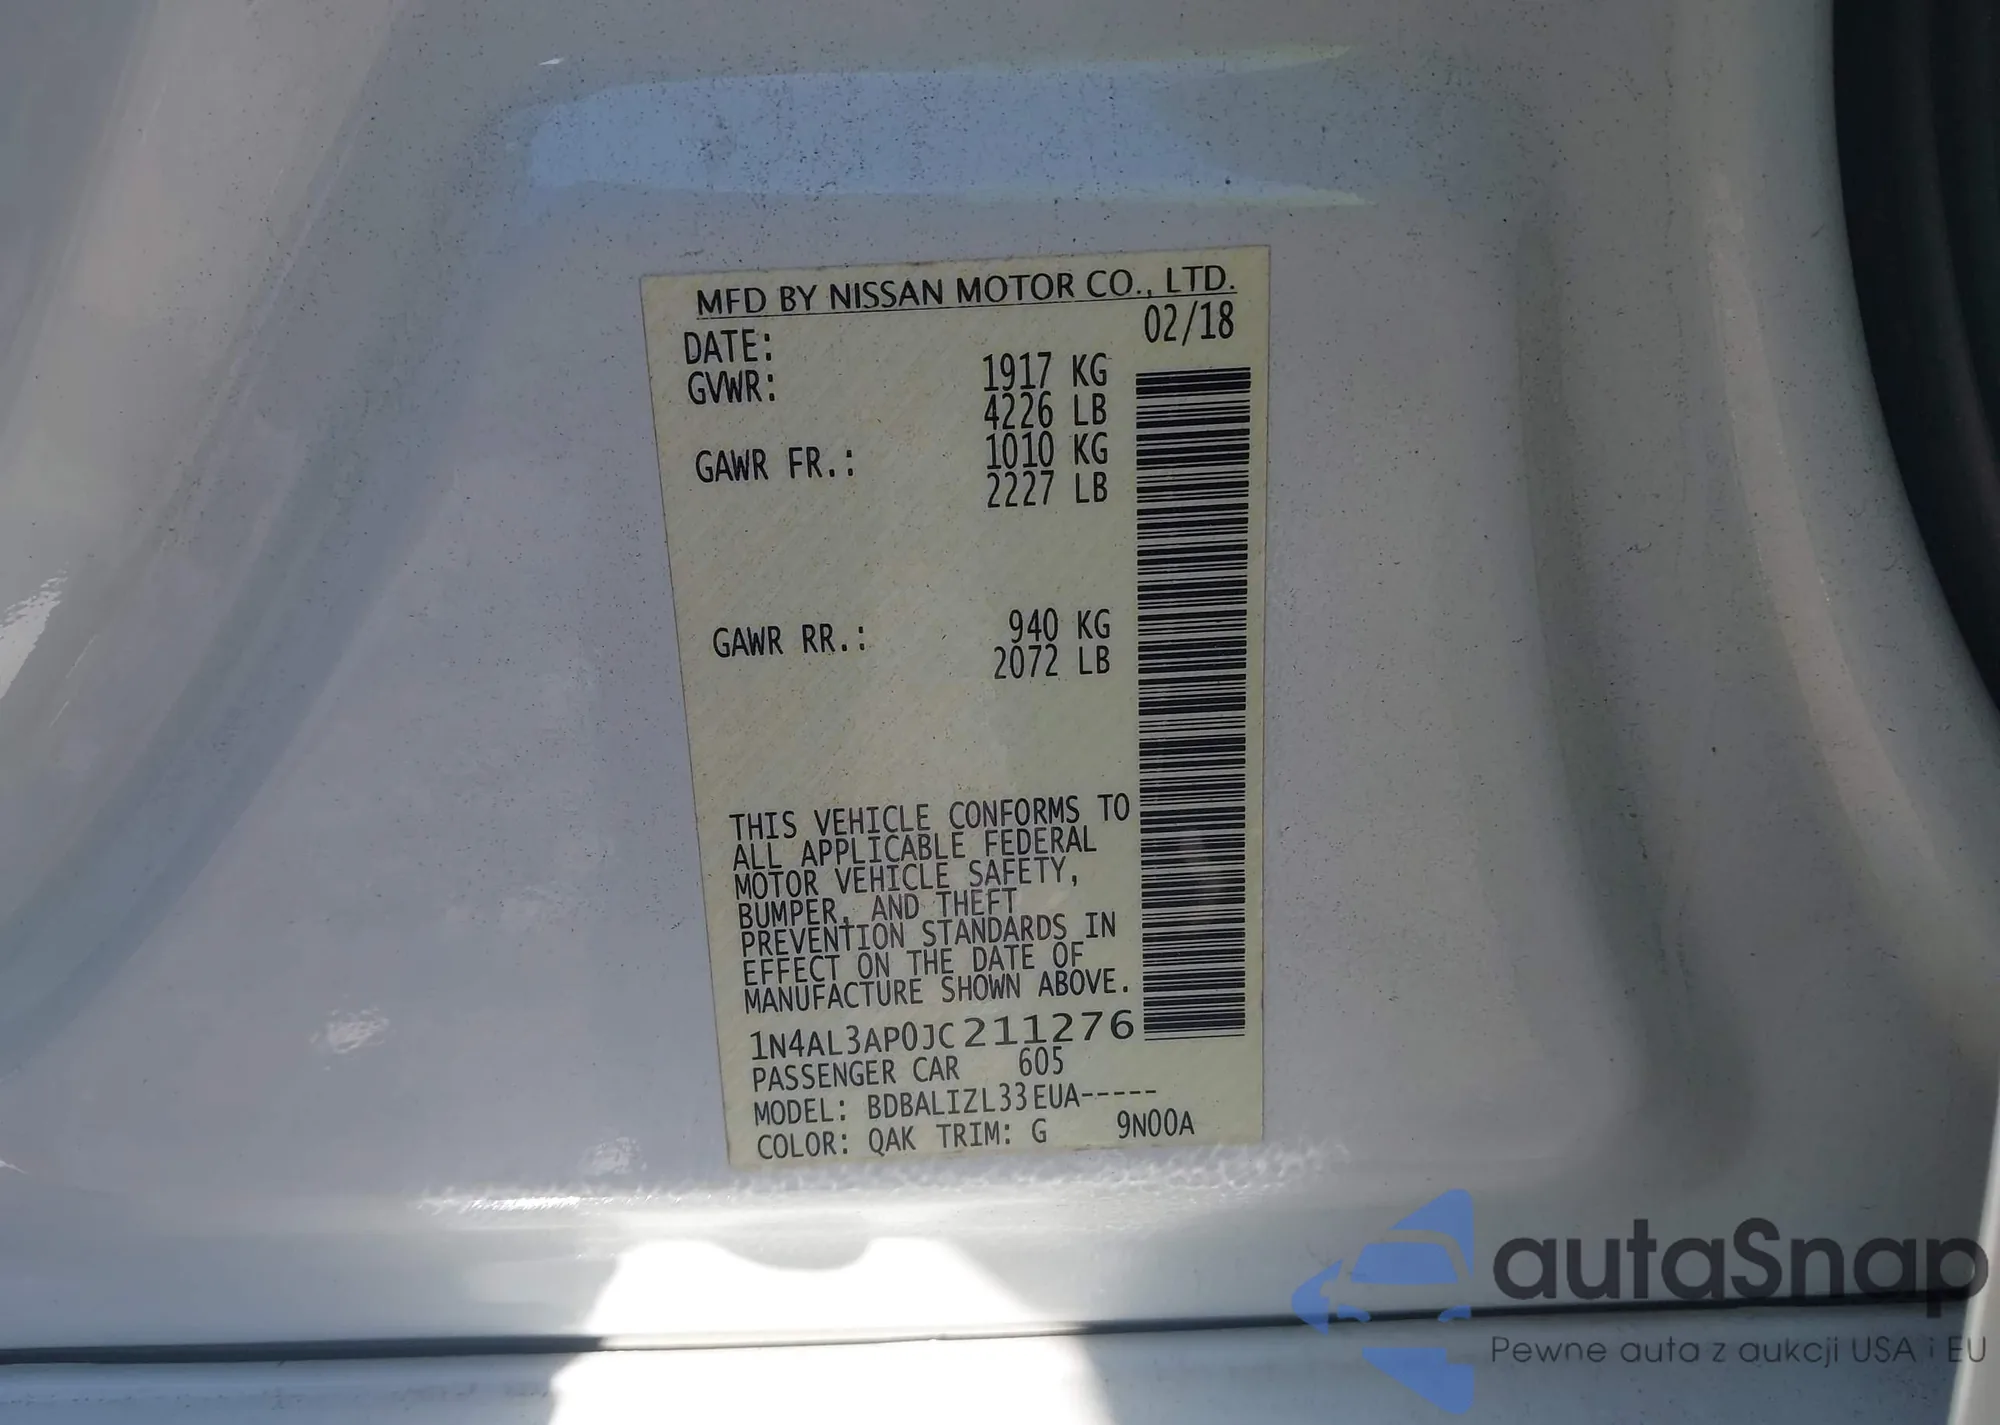 MFD BY NISSAN MOTOR CO., LTD.
DATE: 02/18
GVWR: 1917 KG
4226 LB
GAWR FR.: 1010 KG
2227 LB
GAWR RR.: 940 KG
2072 LB
THIS VEHICLE CONFORMS TO
ALL APPLICABLE FEDERAL
MOTOR VEHICLE SAFETY,
BUMPER, AND THEFT
PREVENTION STANDARDS IN
EFFECT ON THE DATE OF
MANUFACTURE SHOWN ABOVE.
1N4AL3AP0JC211276
PASSENGER CAR 605
MODEL: BDBALIZL33EUA-----
COLOR: QAK TRIM: G 9N00A
autaSnap
Pewne auta z aukcji USA i EU